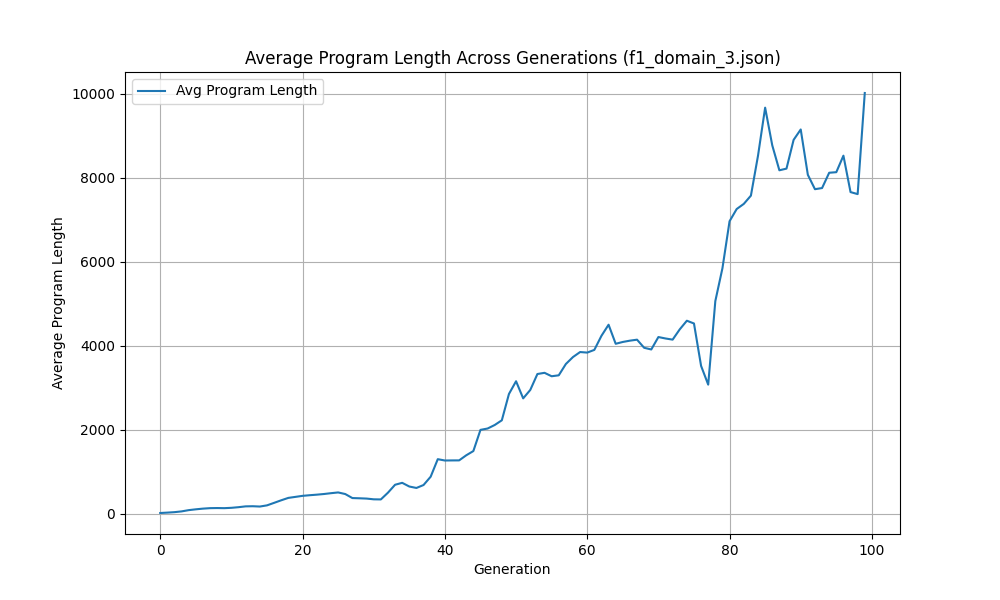 Average Program Length Across Generations (f1_domain_3.json)
Avg Program Length
10000
8000
6000
4000
2000
0
Average Program Length
0 20 40 60 80 100
Generation